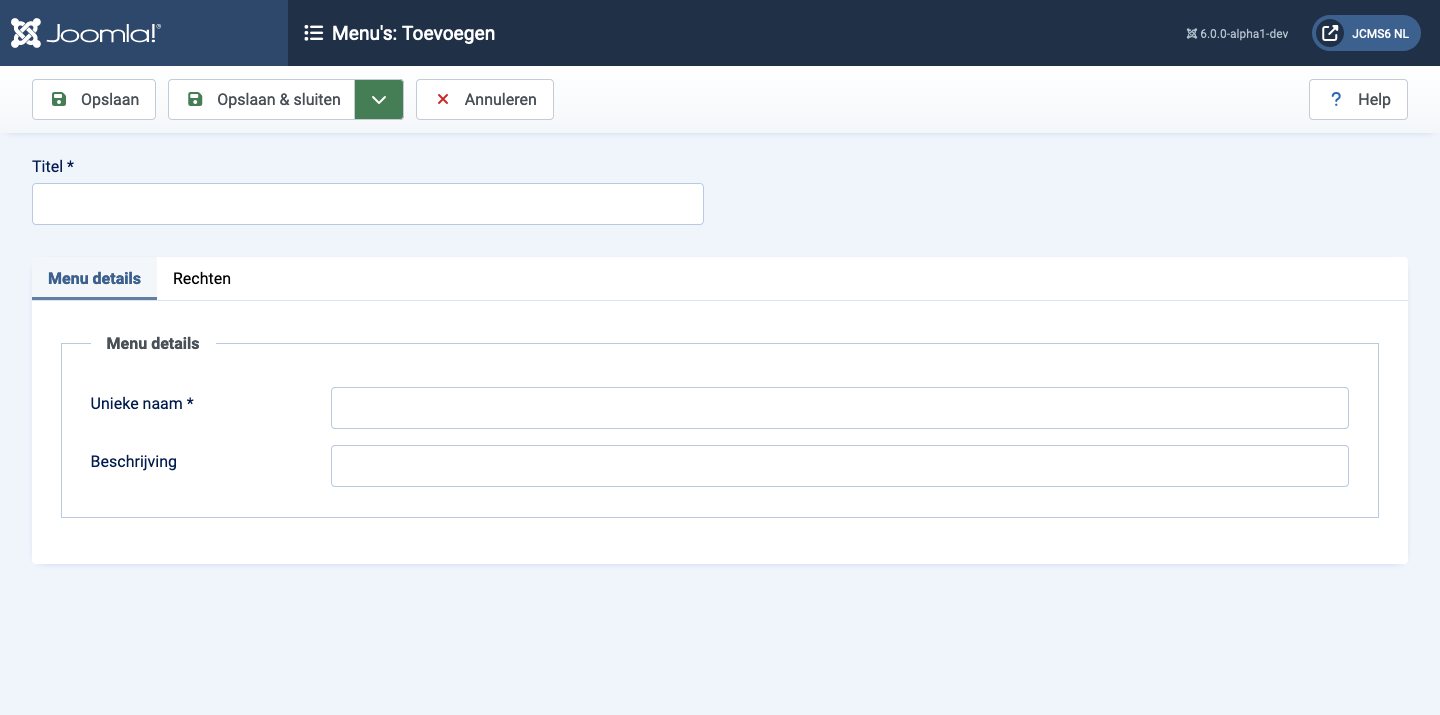 Joomla!®
Menu's: Toevoegen
6.0.0-alpha1-dev
JCMS6 NL
Opslaan
Opslaan & sluiten
Annuleren
? Help
Titel *
Menu details
Rechten
Menu details
Unieke naam *
Beschrijving